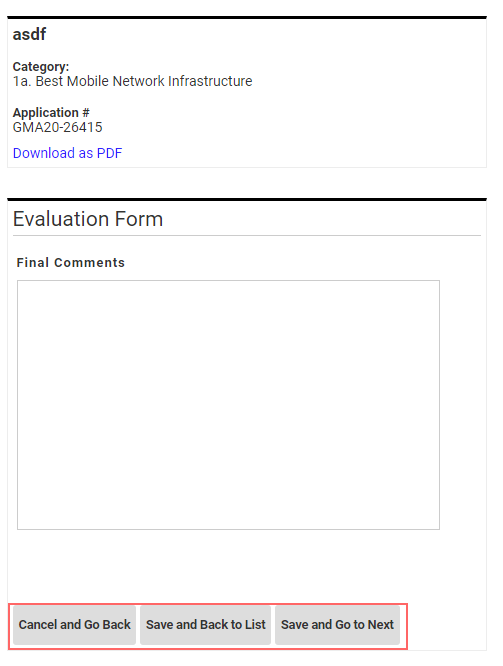 asdf
Category:
1a. Best Mobile Network Infrastructure
Application #
GMA20-26415
Download as PDF
Evaluation Form
Final Comments
Cancel and Go Back Save and Back to List Save and Go to Next